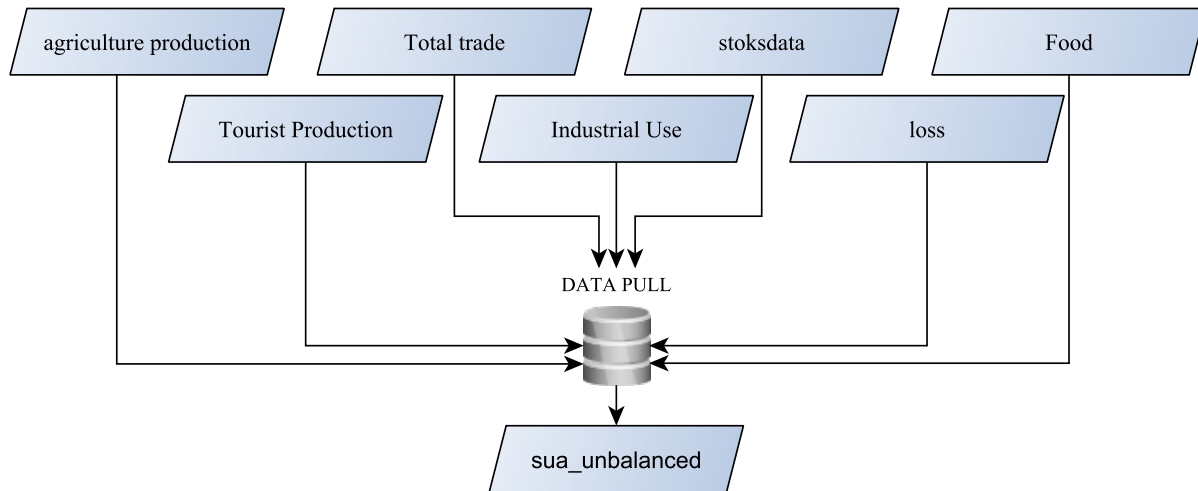 agriculture production
Total trade
stoksdata
Food
Tourist Production
Industrial Use
loss
DATA PULL
sua_unbalanced